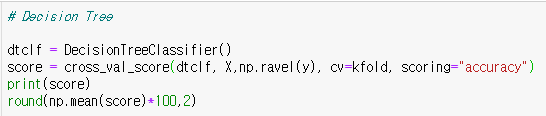 # Decision Tree
dtclf = DecisionTreeClassifier()
score = cross_val_score(dtclf, X,np.ravel(y), cv=kfold, scoring="accuracy")
print(score)
round(np.mean(score)*100,2)